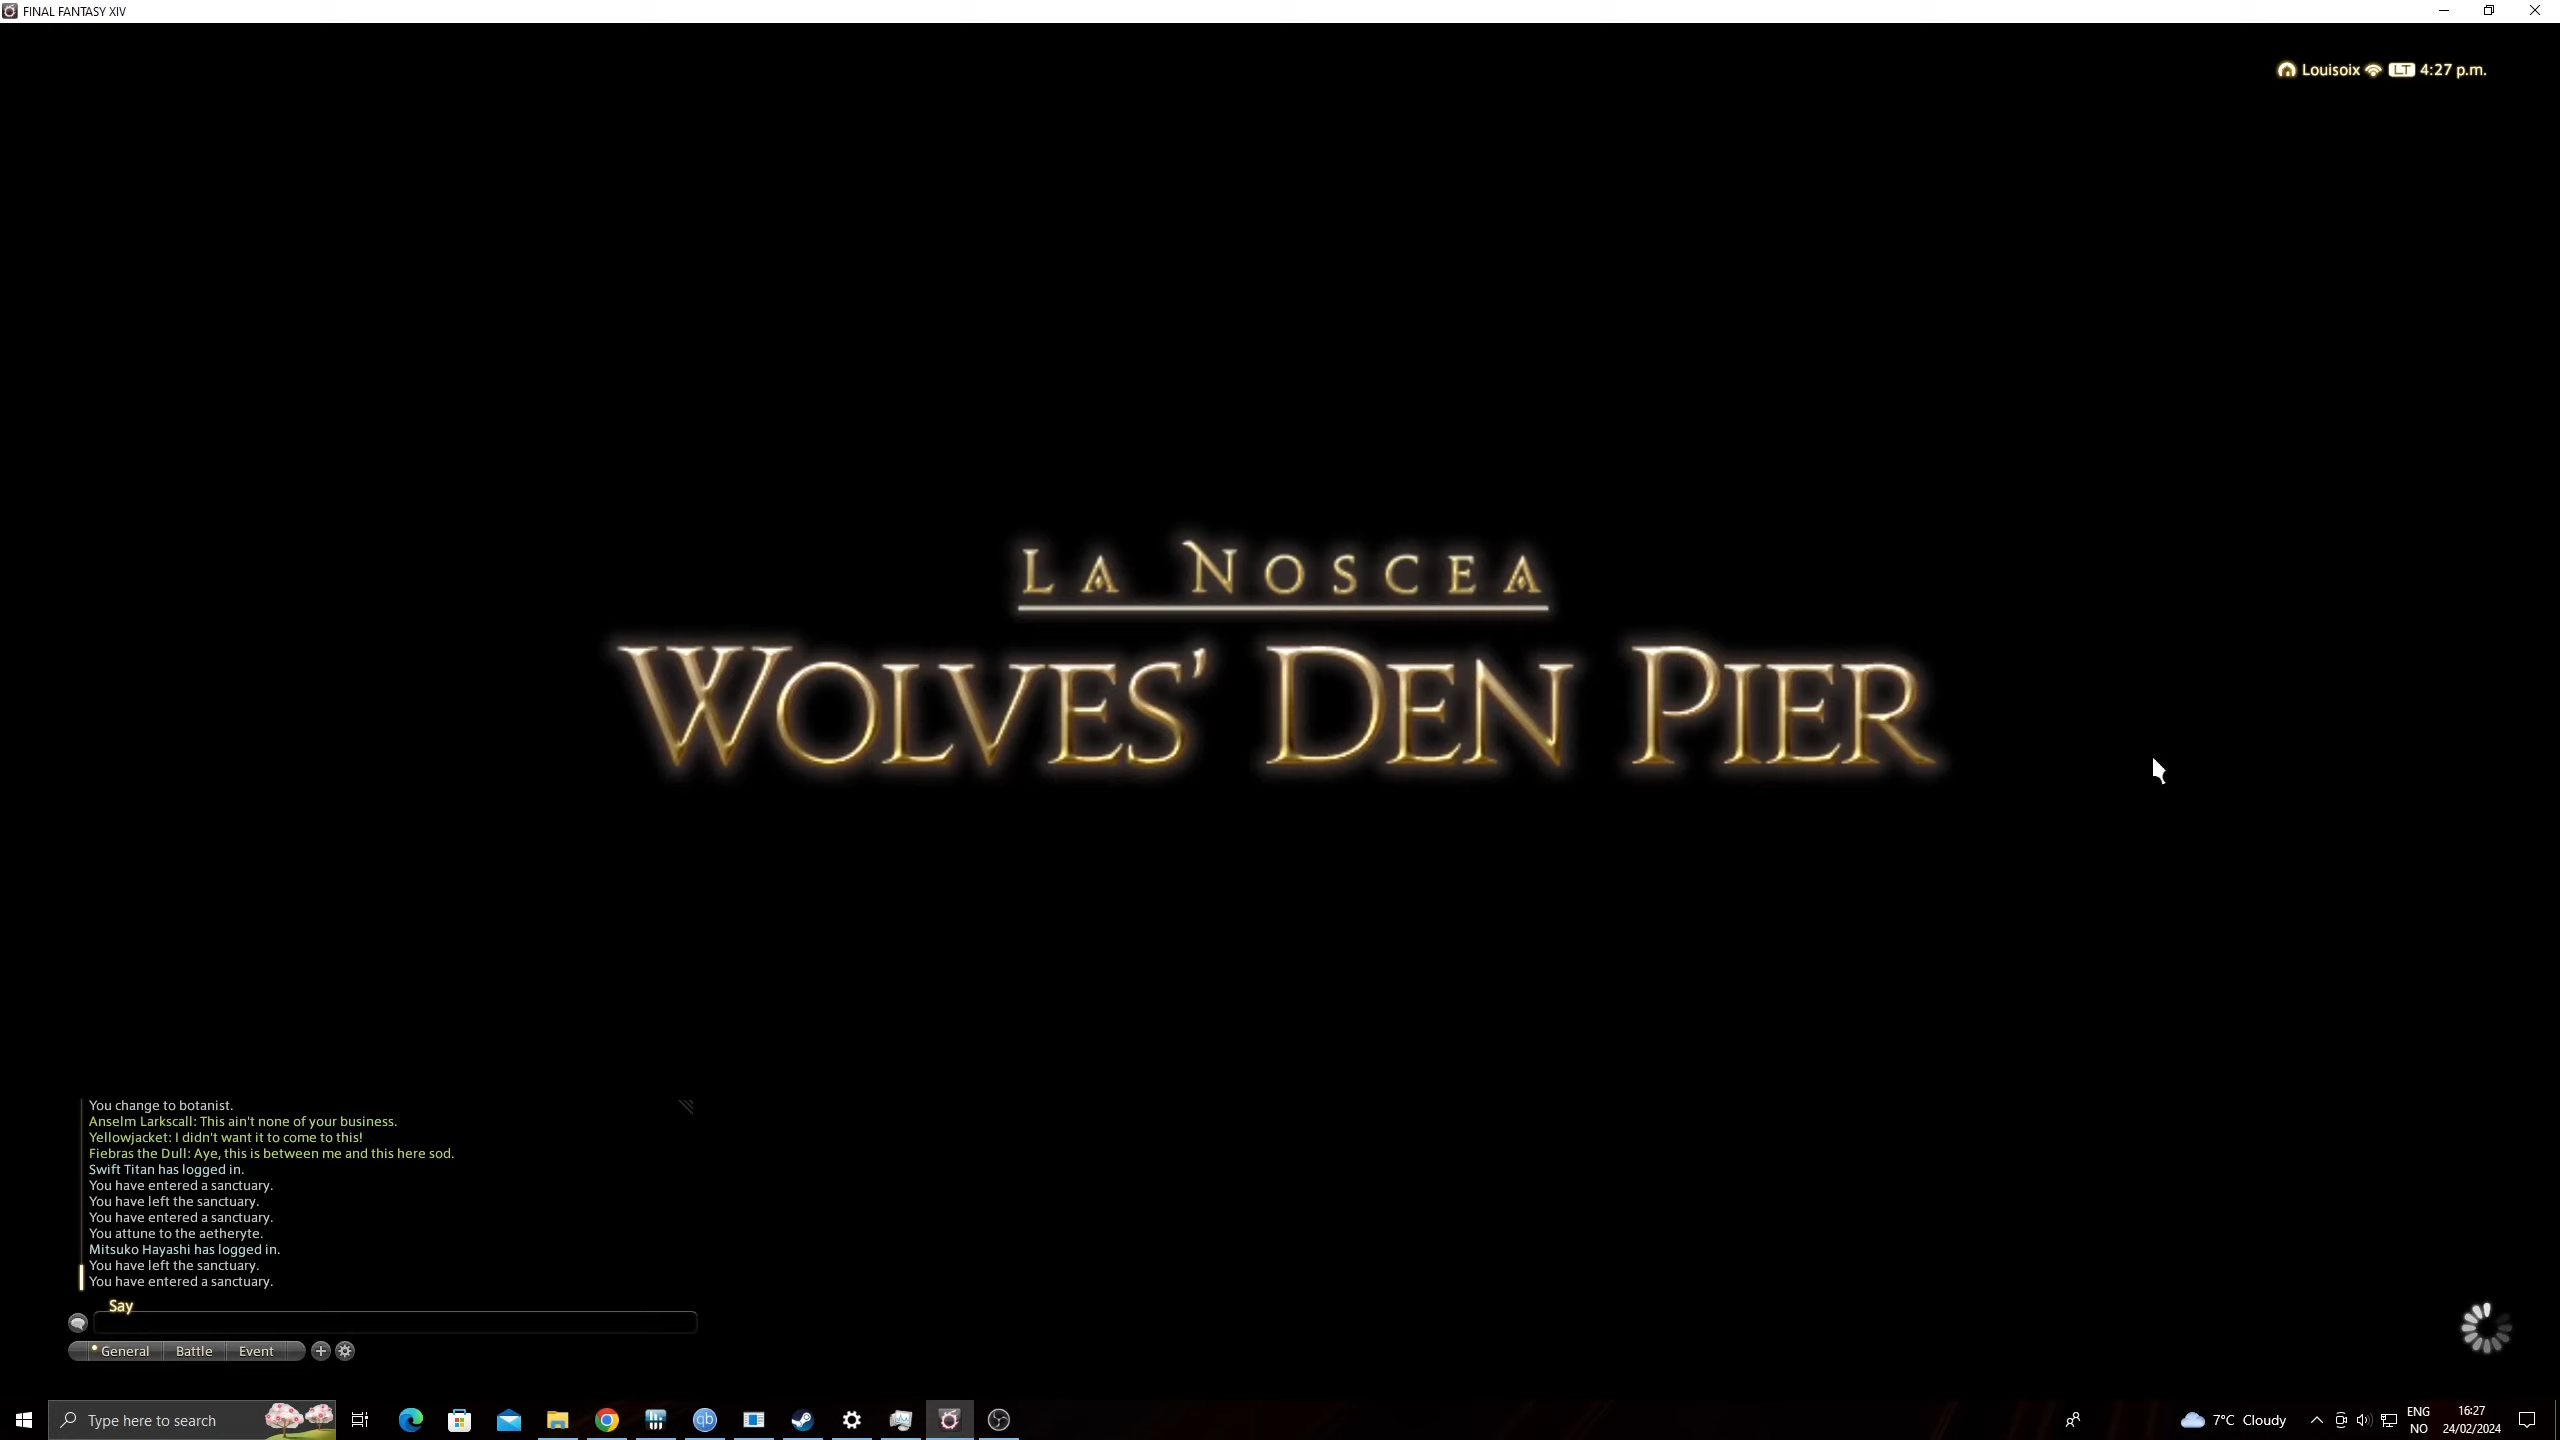 FINAL FANTASY XIV
Louisoix LT 4:27 p.m.
LA NOSCEA
WOLVES' DEN PIER
You change to botanist.
Anselm Larkscall: This ain't none of your business.
Yellowjacket: I didn't want it to come to this!
Fiebras the Dull: Aye, this is between me and this here sod.
Swift Titan has logged in.
You have entered a sanctuary.
You have left the sanctuary.
You have entered a sanctuary.
You attune to the aetheryte.
Mitsuko Hayashi has logged in.
You have left the sanctuary.
You have entered a sanctuary.
Say
General Battle Event
Type here to search
qb
7°C Cloudy
ENG
NO
16:27
24/02/2024